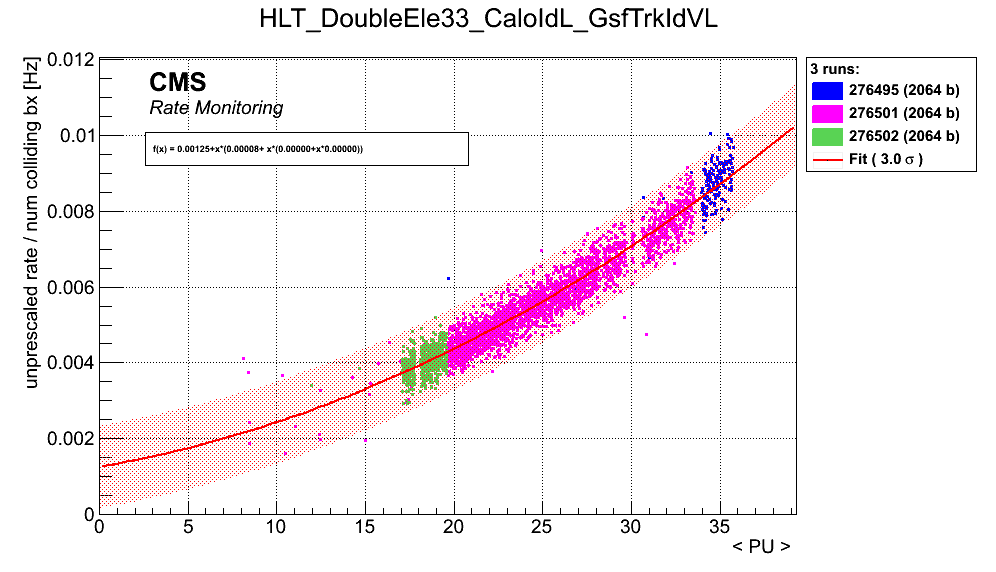 HLT_DoubleEle33_CaloIdL_GsfTrkIdVL
unprescaled rate / num colliding bx [Hz]
0.012
0.01
0.008
0.006
0.004
0.002
0
CMS
Rate Monitoring
f(x) = 0.00125+x*(0.00008+ x*(0.00000+x*0.00000))
0 5 10 15 20 25 30 35
< PU >
3 runs:
276495 (2064 b)
276501 (2064 b)
276502 (2064 b)
Fit ( 3.0 σ )